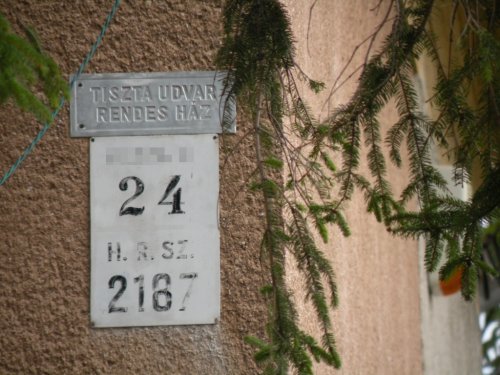 TISZTA UDVAR
RENDES HÁZ
24
H. R. SZ.
2187